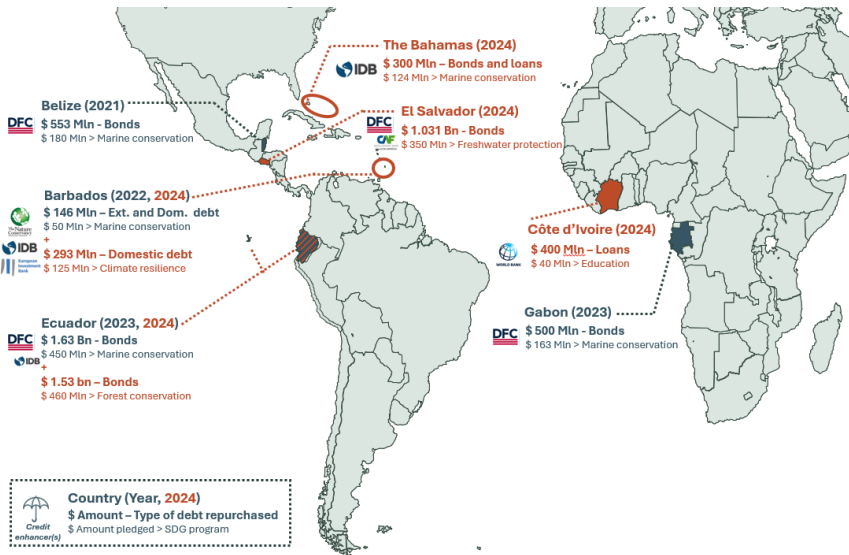 The Bahamas (2024)
$ 300 Mln – Bonds and loans
$ 124 Mln > Marine conservation
IDB
Belize (2021)
DFC
$ 553 Mln - Bonds
$ 180 Mln > Marine conservation
El Salvador (2024)
DFC
CAF
$ 1.031 Bn - Bonds
$ 350 Mln > Freshwater protection
Barbados (2022, 2024)
$ 146 Mln – Ext. and Dom. debt
$ 50 Mln > Marine conservation
The Nature
Conservancy
+
IDB
$ 293 Mln – Domestic debt
$ 125 Mln > Climate resilience
European
Investment
Bank
Côte d’Ivoire (2024)
$ 400 Mln – Loans
$ 40 Mln > Education
WORLD BANK
Gabon (2023)
DFC
$ 500 Mln - Bonds
$ 163 Mln > Marine conservation
Ecuador (2023, 2024)
DFC
$ 1.63 Bn - Bonds
$ 450 Mln > Marine conservation
IDB
+
$ 1.53 bn – Bonds
$ 460 Mln > Forest conservation
Country (Year, 2024)
$ Amount – Type of debt repurchased
$ Amount pledged > SDG program
Credit
enhancer(s)